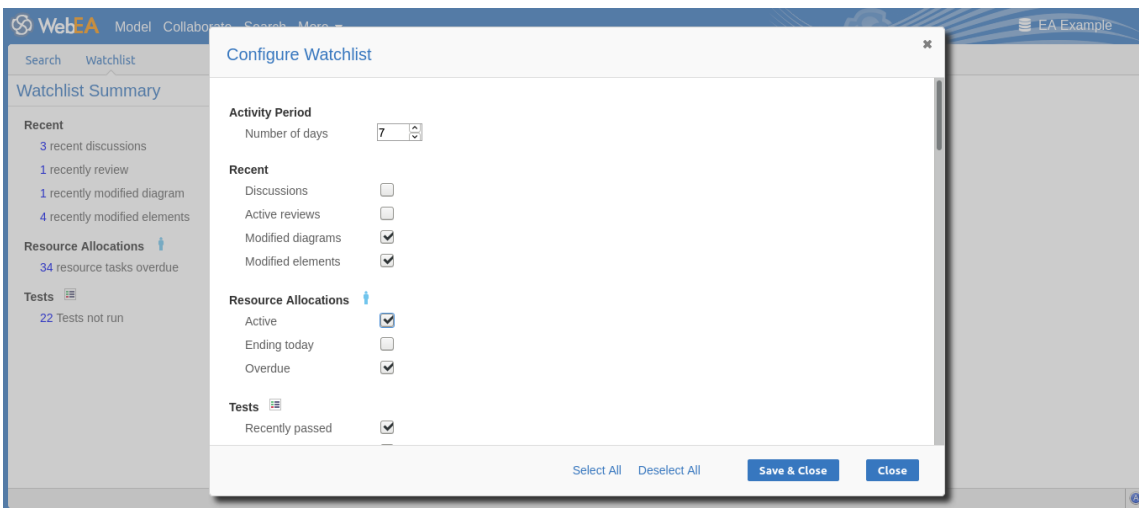 WebEA Model Collaborate Search More EA Example
Search Watchlist
Watchlist Summary
Recent
3 recent discussions
1 recently review
1 recently modified diagram
4 recently modified elements
Resource Allocations
34 resource tasks overdue
Tests
22 Tests not run
Configure Watchlist
Activity Period
Number of days 7
Recent
Discussions
Active reviews
Modified diagrams
Modified elements
Resource Allocations
Active
Ending today
Overdue
Tests
Recently passed
Select All Deselect All Save & Close Close